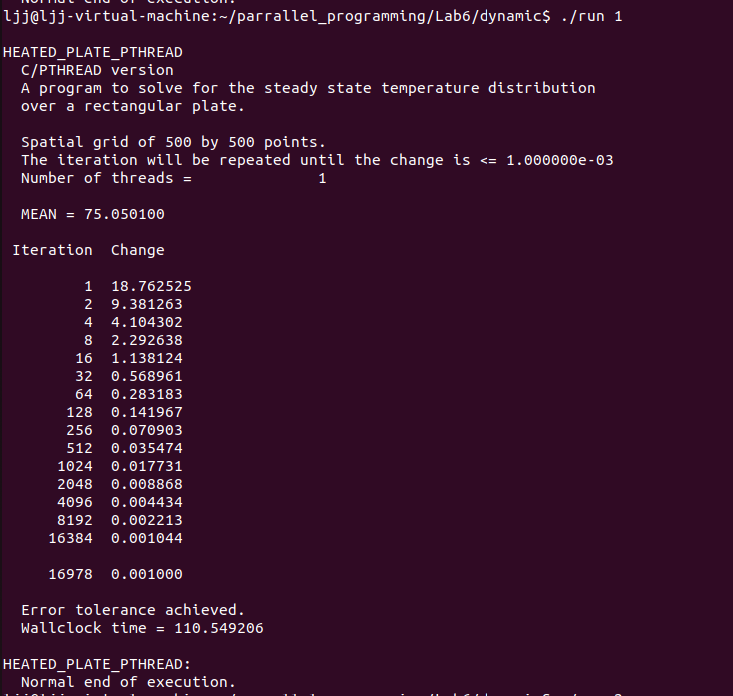 Normal end of execution.
ljj@ljj-virtual-machine:~/parrallel_programming/Lab6/dynamic$ ./run 1
HEATED_PLATE_PTHREAD
C/PTHREAD version
A program to solve for the steady state temperature distribution
over a rectangular plate.
Spatial grid of 500 by 500 points.
The iteration will be repeated until the change is <= 1.000000e-03
Number of threads = 1
MEAN = 75.050100
Iteration Change
1 18.762525
2 9.381263
4 4.104302
8 2.292638
16 1.138124
32 0.568961
64 0.283183
128 0.141967
256 0.070903
512 0.035474
1024 0.017731
2048 0.008868
4096 0.004434
8192 0.002213
16384 0.001044
16978 0.001000
Error tolerance achieved.
Wallclock time = 110.549206
HEATED_PLATE_PTHREAD:
Normal end of execution.